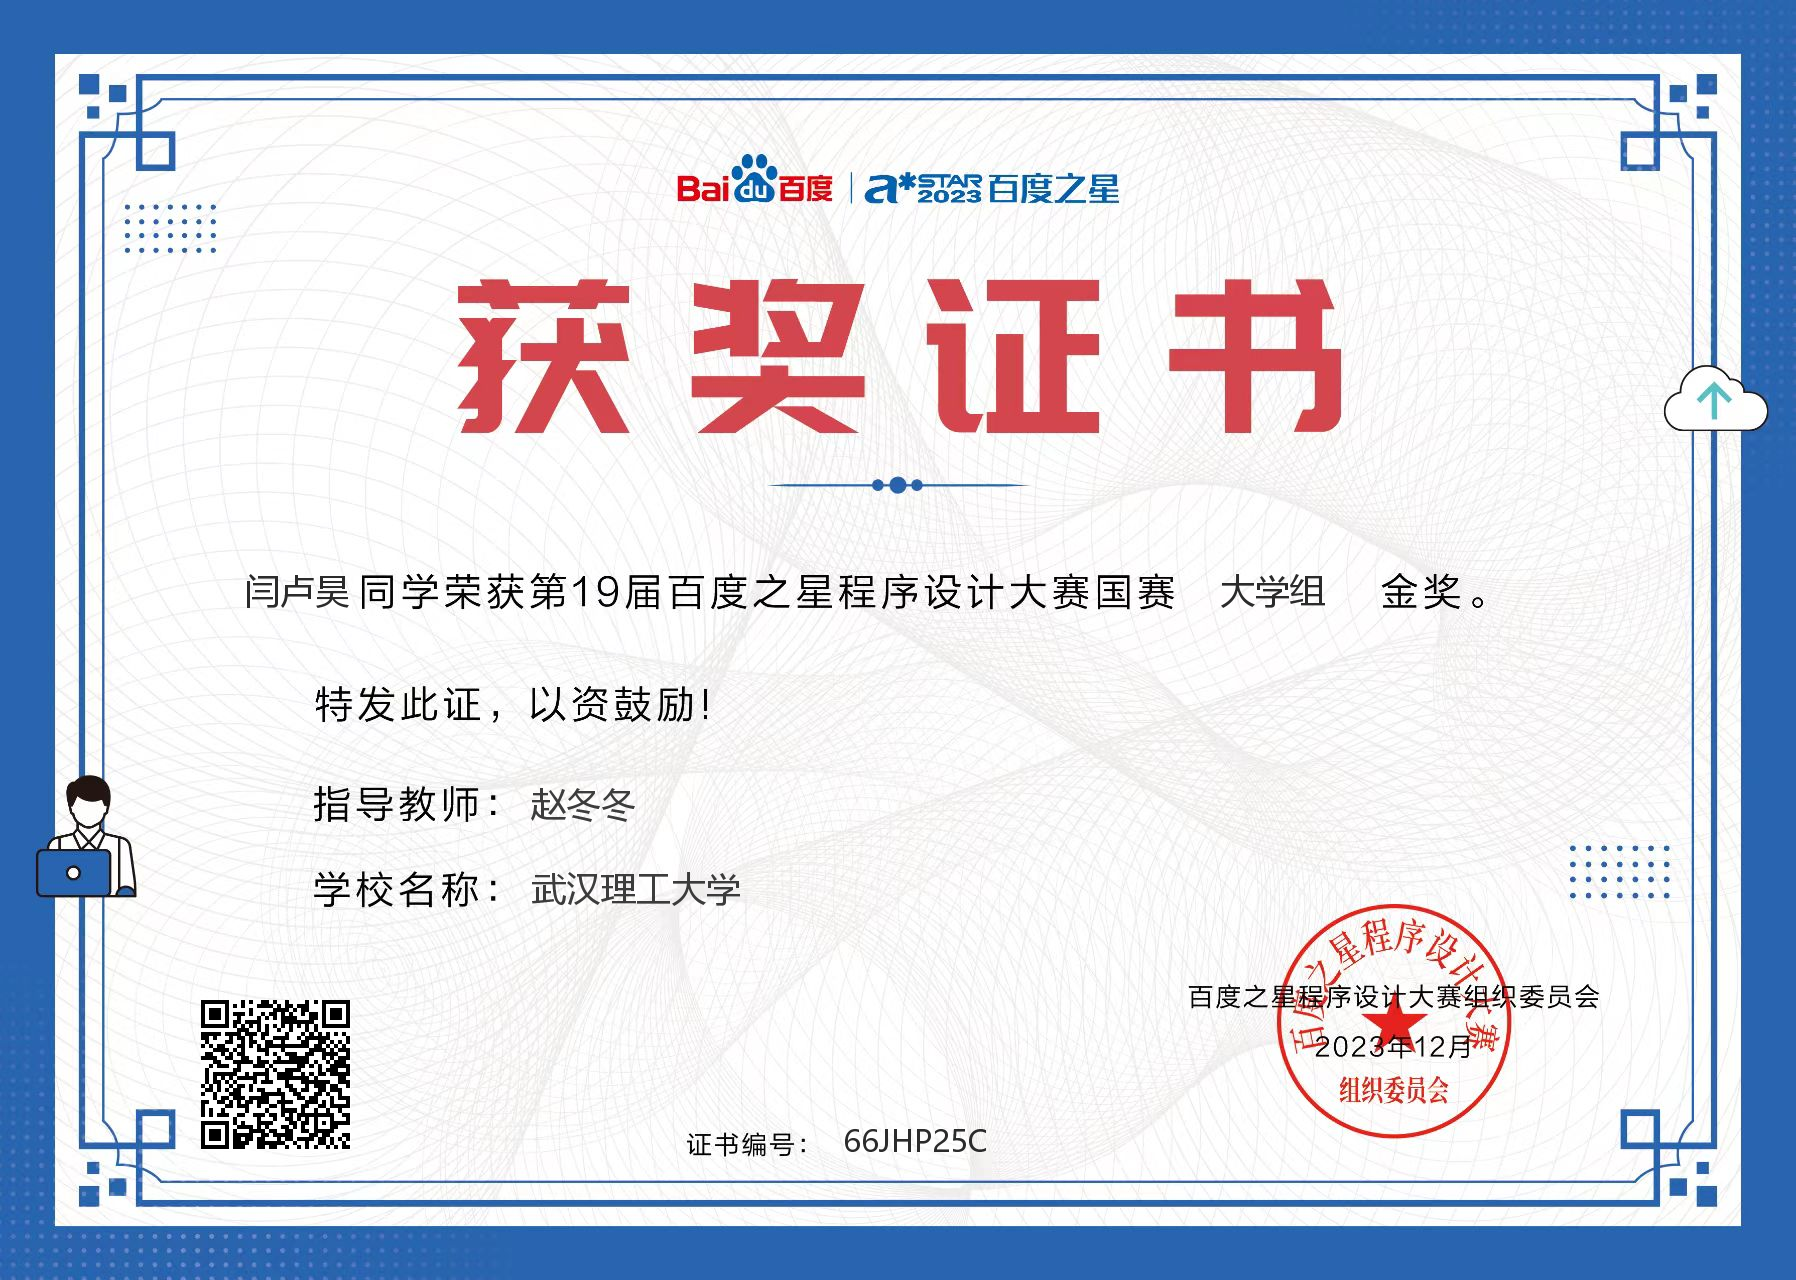 Bai du 百度 | a*STAR 2023 百度之星
获奖证书
闫卢昊 同学荣获第19届百度之星程序设计大赛国赛 大学组 金奖。
特发此证，以资鼓励!
指导教师： 赵冬冬
学校名称： 武汉理工大学
百度之星程序设计大赛组织委员会
2023年12月
百度之星程序设计大赛
组织委员会
证书编号： 66JHP25C